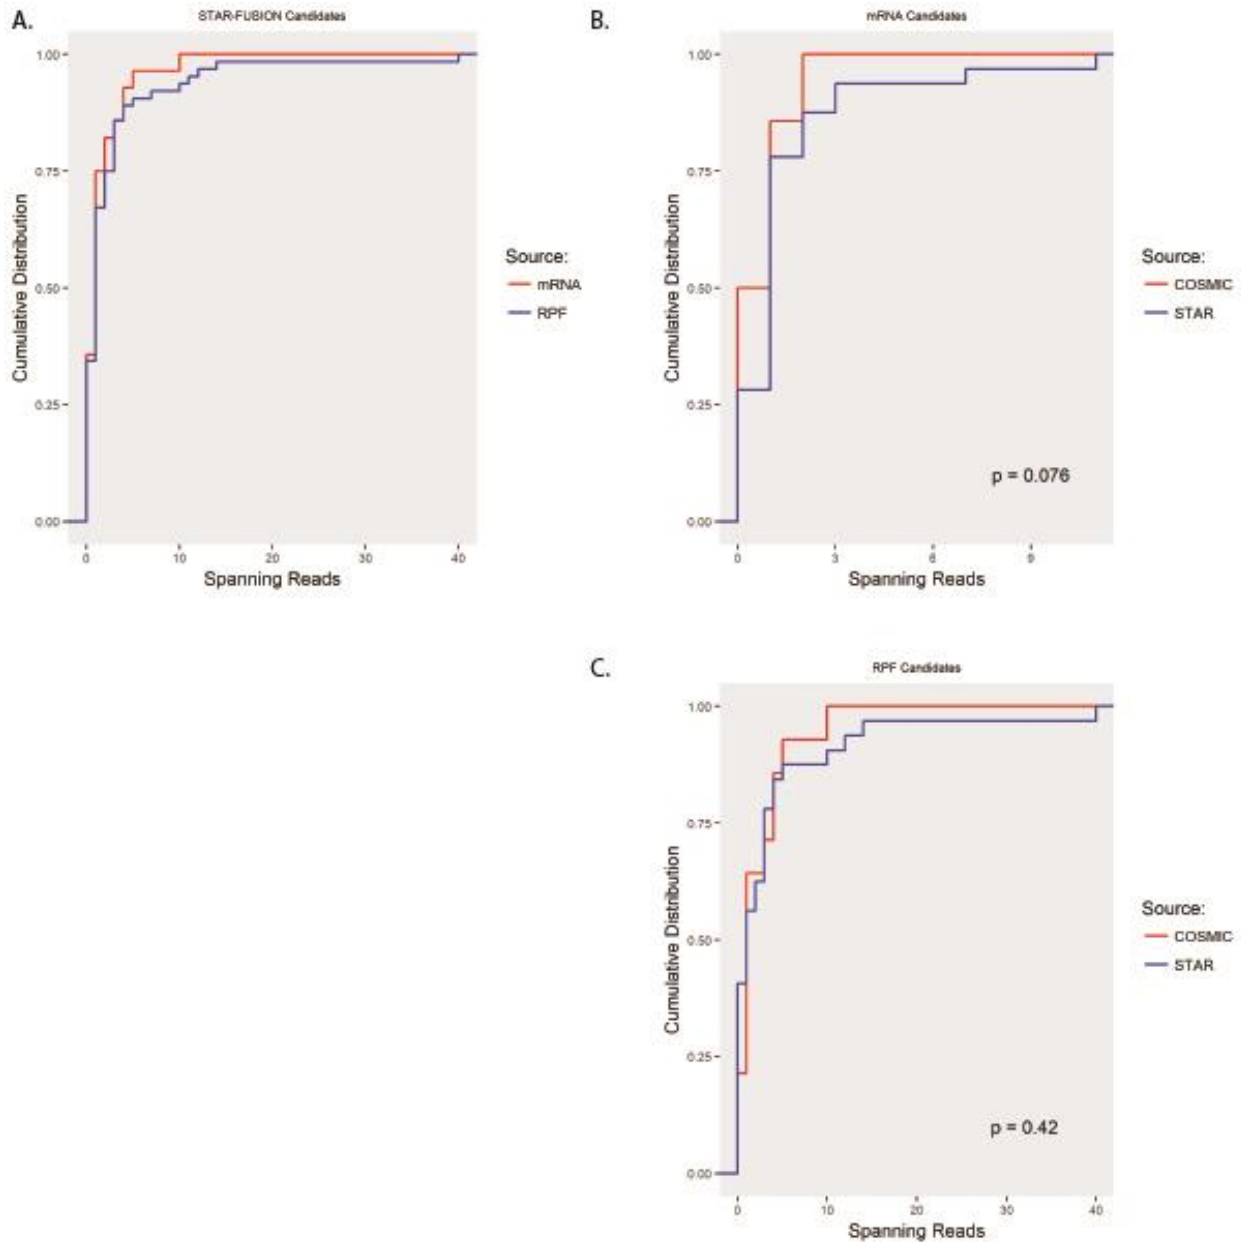 A.
STAR-FUSION Candidates
1.00
0.75
0.50
0.25
0.00
Cumulative Distribution
0 10 20 30 40
Spanning Reads
Source:
mRNA
RPF
B.
mRNA Candidates
1.00
0.75
0.50
0.25
0.00
Cumulative Distribution
p = 0.076
0 3 6 9
Spanning Reads
Source:
COSMIC
STAR
C.
RPF Candidates
1.00
0.75
0.50
0.25
0.00
Cumulative Distribution
p = 0.42
0 10 20 30 40
Spanning Reads
Source:
COSMIC
STAR